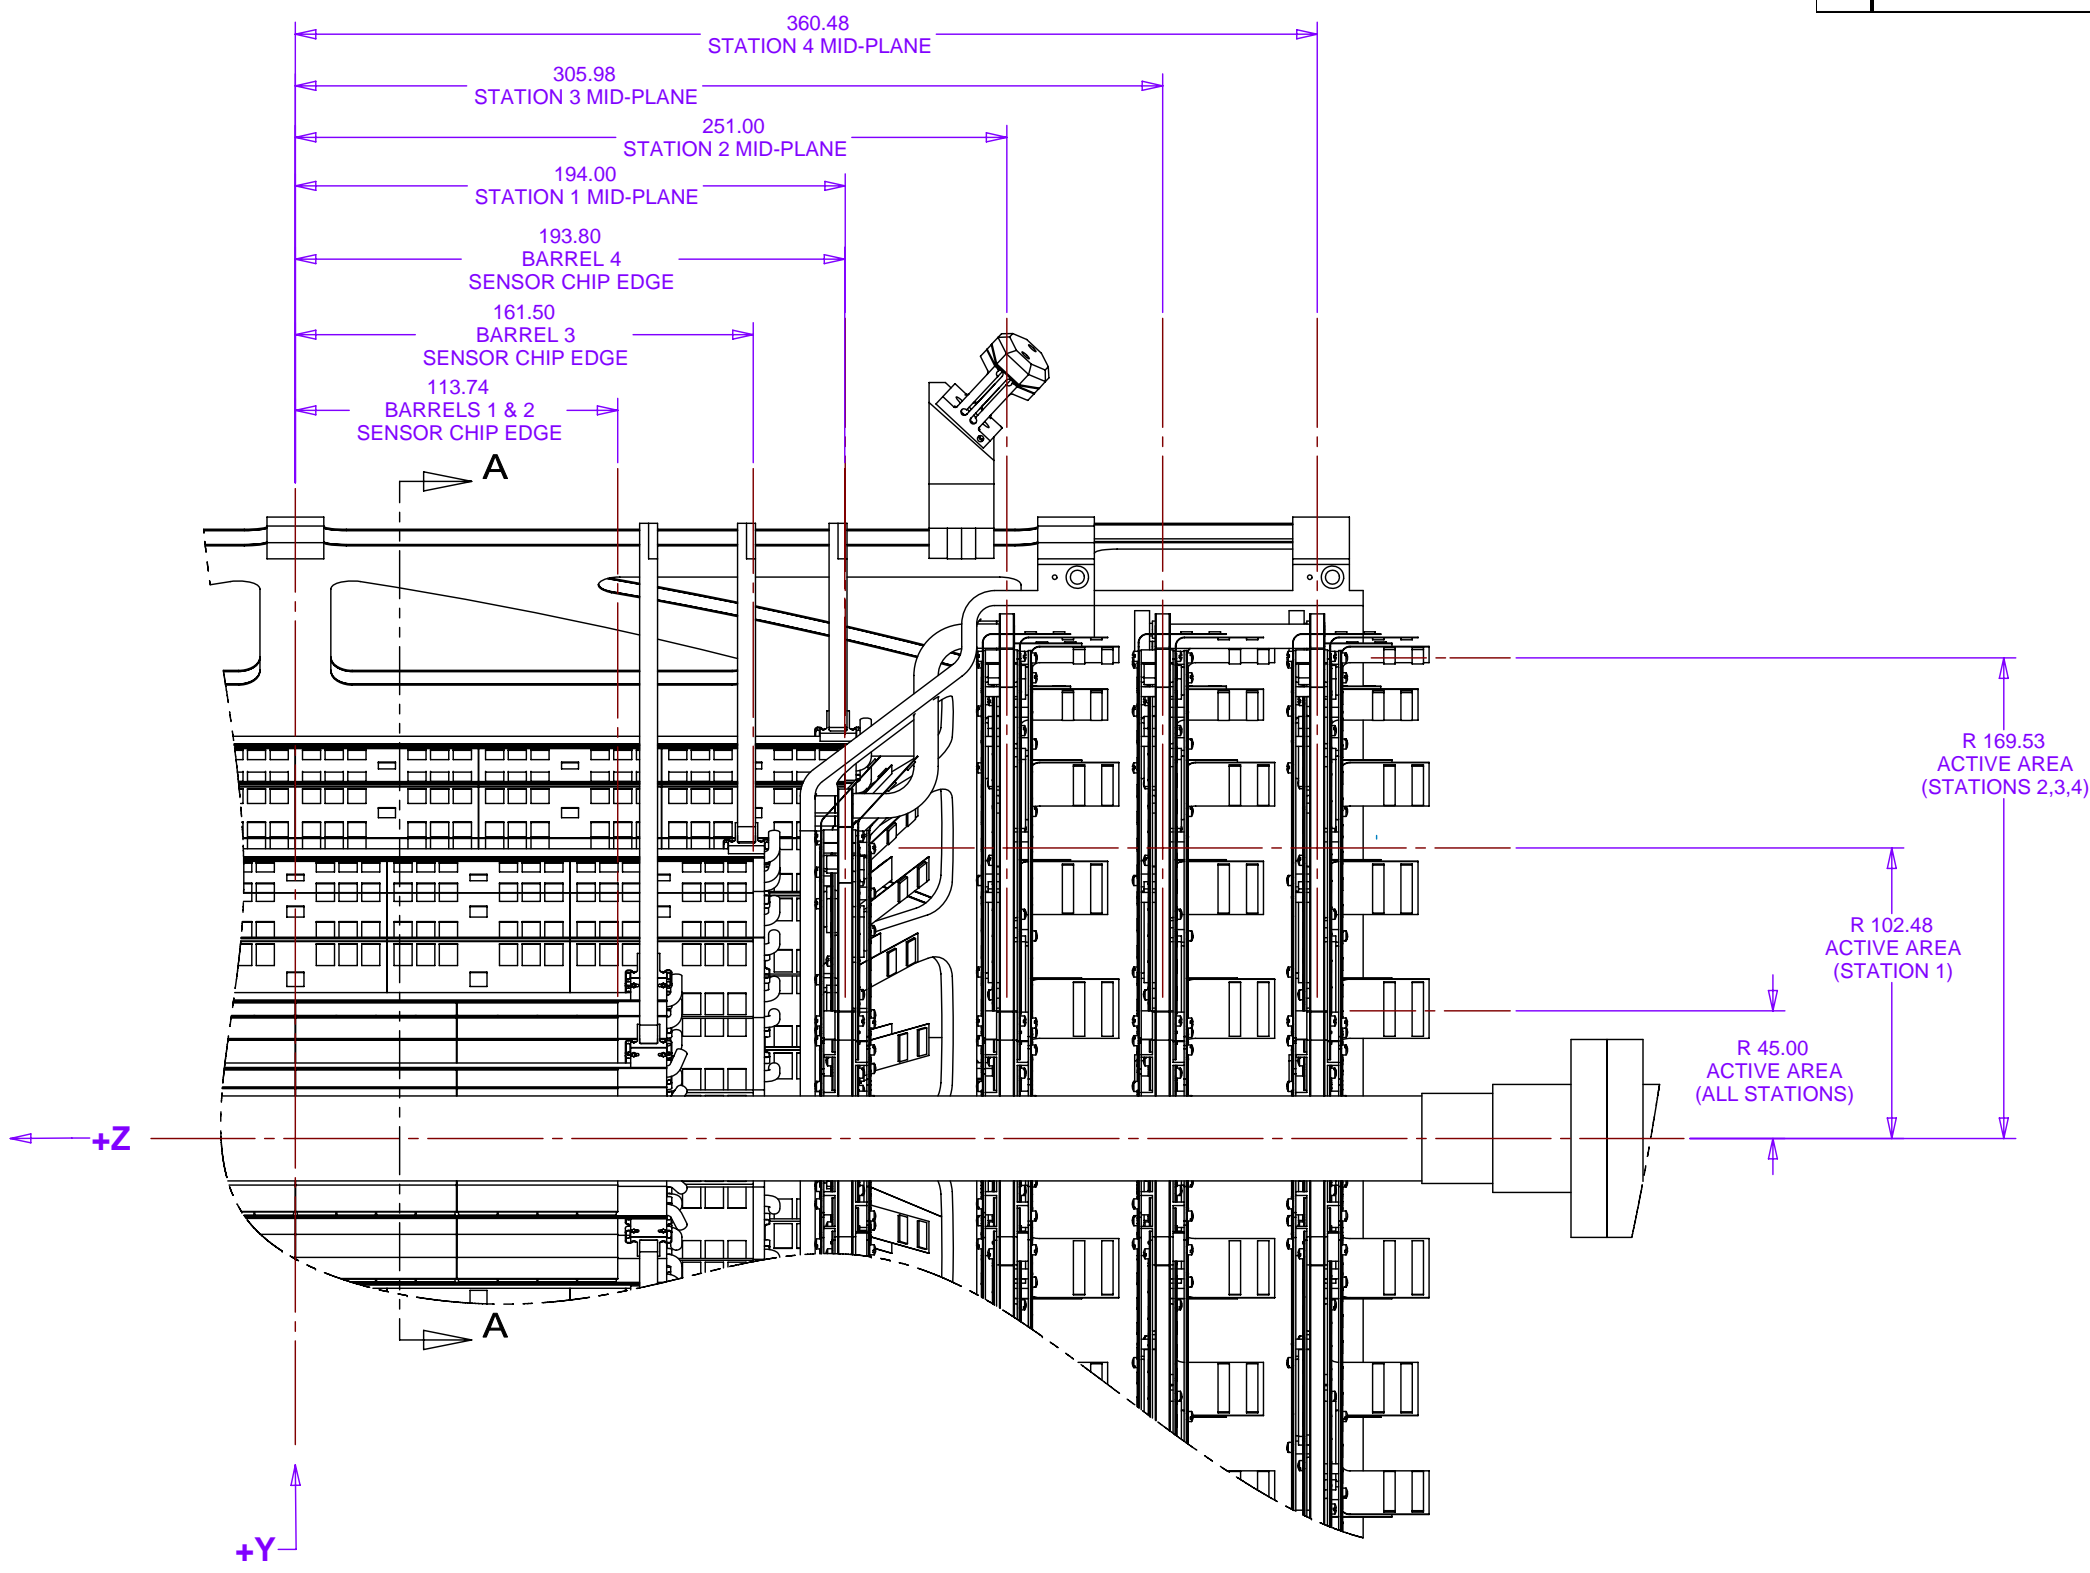 360.48
STATION 4 MID-PLANE
305.98
STATION 3 MID-PLANE
251.00
STATION 2 MID-PLANE
194.00
STATION 1 MID-PLANE
193.80
BARREL 4
SENSOR CHIP EDGE
161.50
BARREL 3
SENSOR CHIP EDGE
113.74
BARRELS 1 & 2
SENSOR CHIP EDGE
A
R 169.53
ACTIVE AREA
(STATIONS 2,3,4)
R 102.48
ACTIVE AREA
(STATION 1)
R 45.00
ACTIVE AREA
(ALL STATIONS)
+Z
A
+Y